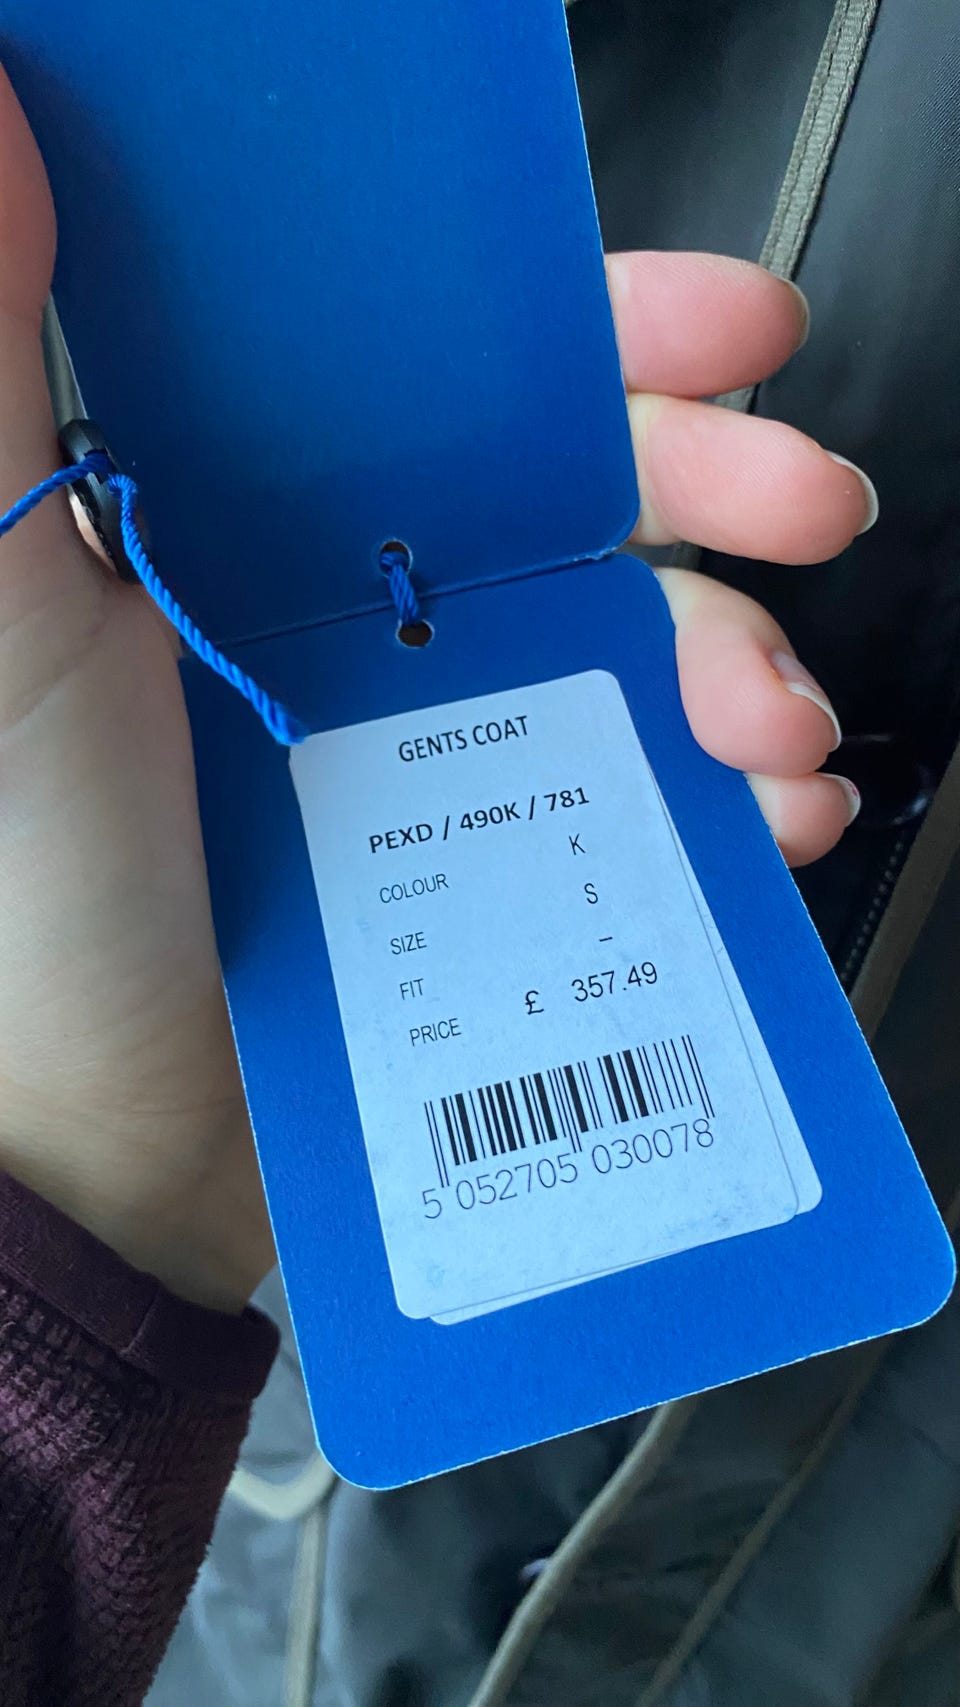 GENTS COAT
PEXD / 490K / 781
COLOUR K
SIZE S
FIT –
PRICE £ 357.49
5 052705 030078